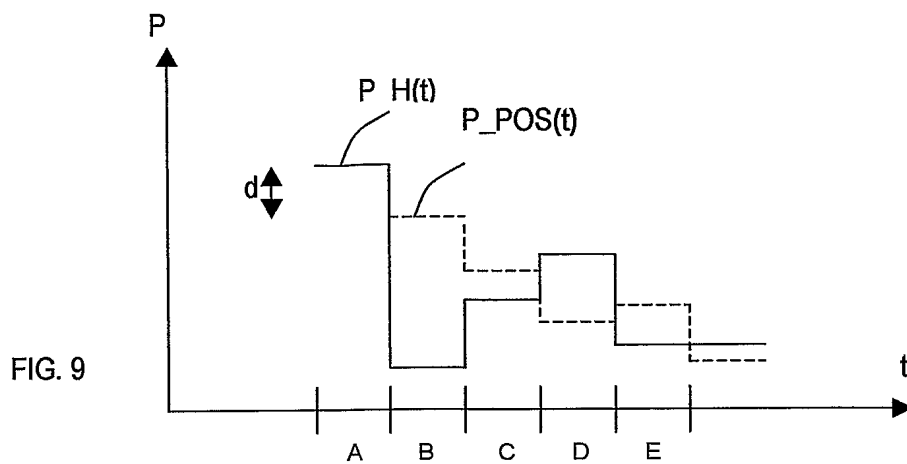 P
P H(t)
P_POS(t)
d
FIG. 9
t
A B C D E